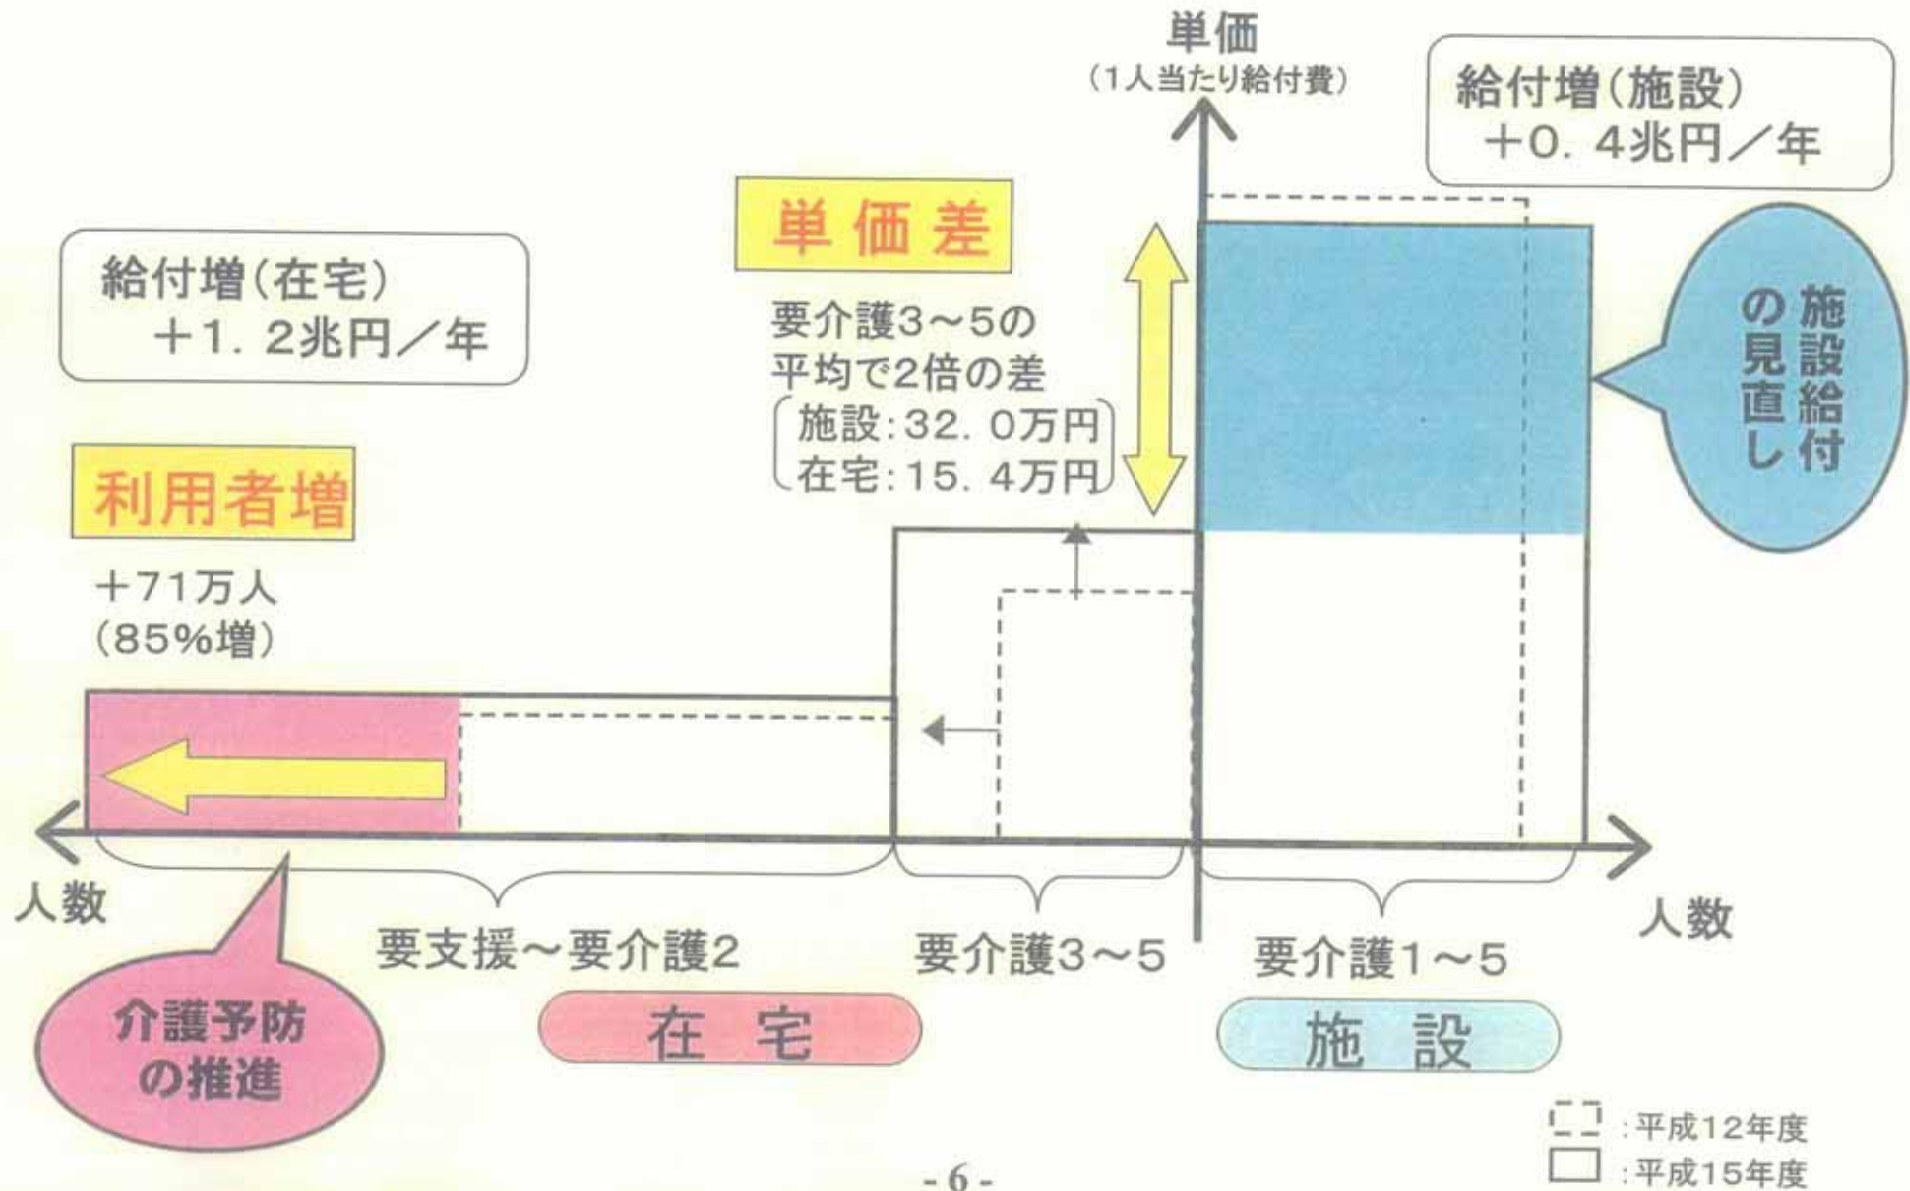 単価
（1人当たり給付費）
給付増（施設）
＋0．4兆円／年
単価差
給付増（在宅）
＋1．2兆円／年
要介護3～5の
平均で2倍の差
施設：32．0万円
在宅：15．4万円
施設給付
の見直し
利用者増
＋71万人
（85％増）
人数
人数
要支援～要介護2
要介護3～5
要介護1～5
介護予防
の推進
在宅
施設
：平成12年度
：平成15年度
- 6 -